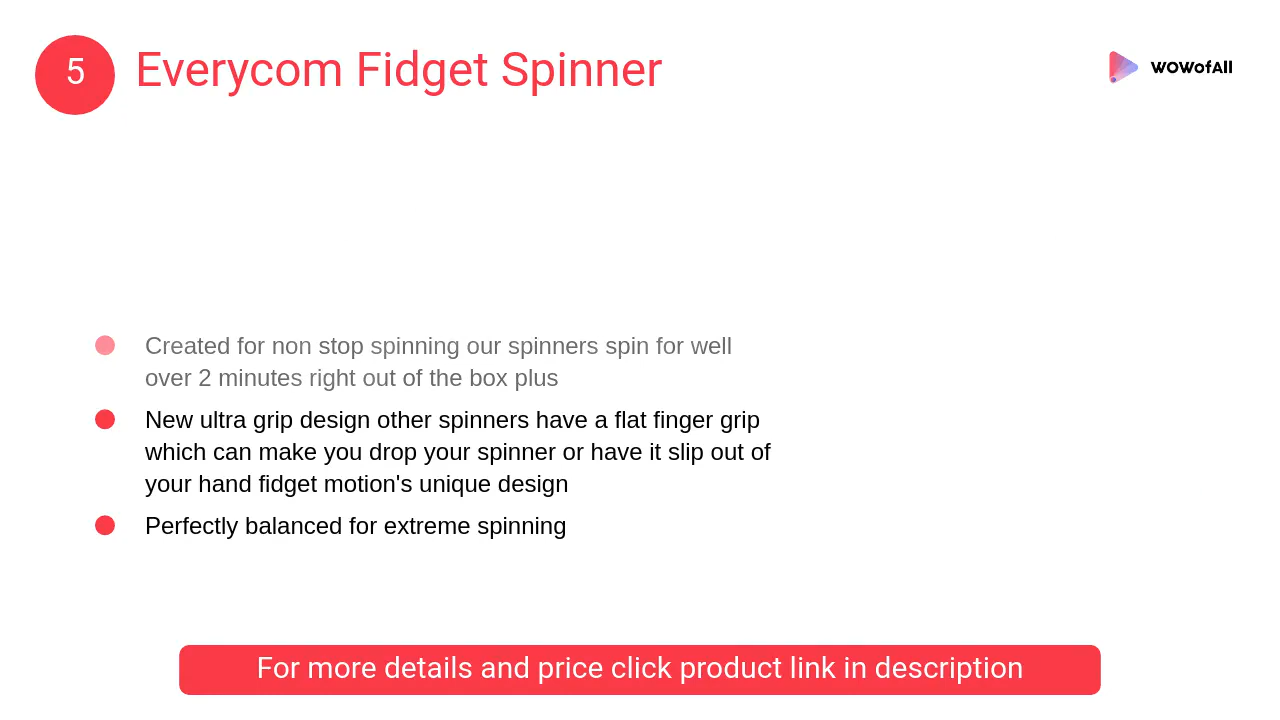 5
Everycom Fidget Spinner
WOWofAll
Created for non stop spinning our spinners spin for well
over 2 minutes right out of the box plus
New ultra grip design other spinners have a flat finger grip
which can make you drop your spinner or have it slip out of
your hand fidget motion's unique design
Perfectly balanced for extreme spinning
For more details and price click product link in description